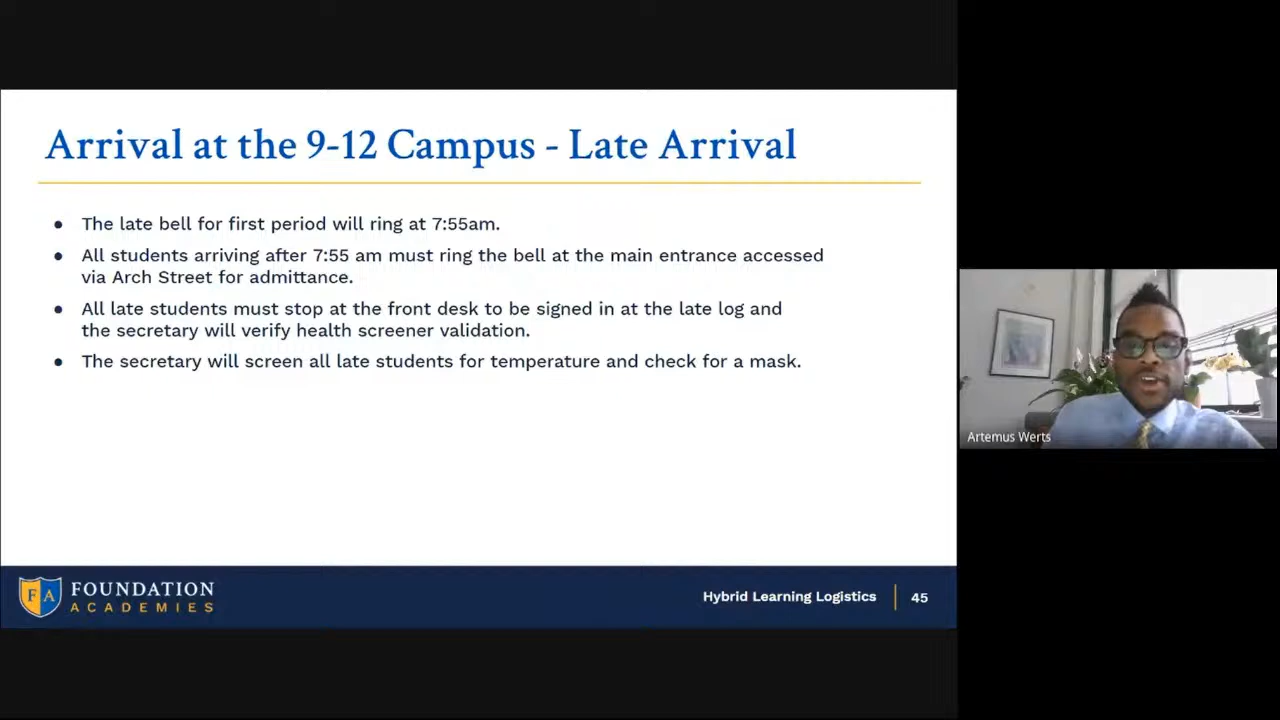 Arrival at the 9-12 Campus - Late Arrival
● The late bell for first period will ring at 7:55am.
● All students arriving after 7:55 am must ring the bell at the main entrance accessed
via Arch Street for admittance.
● All late students must stop at the front desk to be signed in at the late log and
the secretary will verify health screener validation.
● The secretary will screen all late students for temperature and check for a mask.
Artemus Werts
FA
FOUNDATION
ACADEMIES
Hybrid Learning Logistics
45